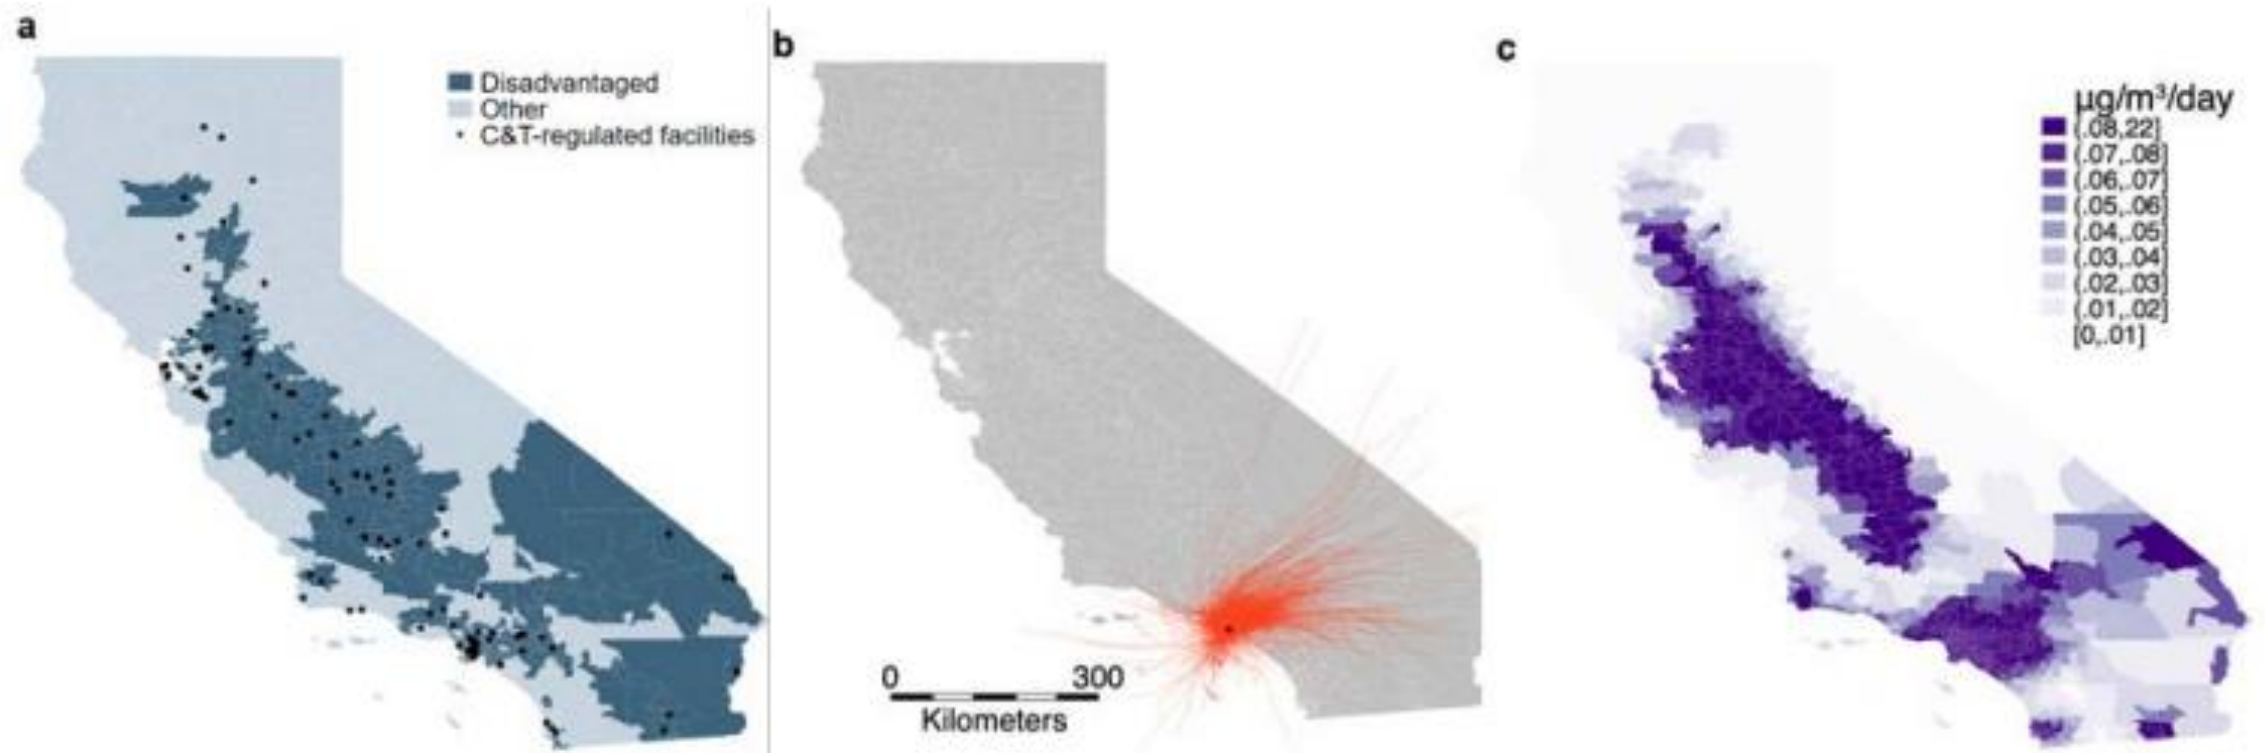 a
Disadvantaged
Other
C&T-regulated facilities
b
0 300
Kilometers
c
µg/m³/day
(.08,22]
(.07,.08]
(.06,.07]
(.05,.06]
(.04,.05]
(.03,.04]
(.02,.03]
(.01,.02]
[0,.01]